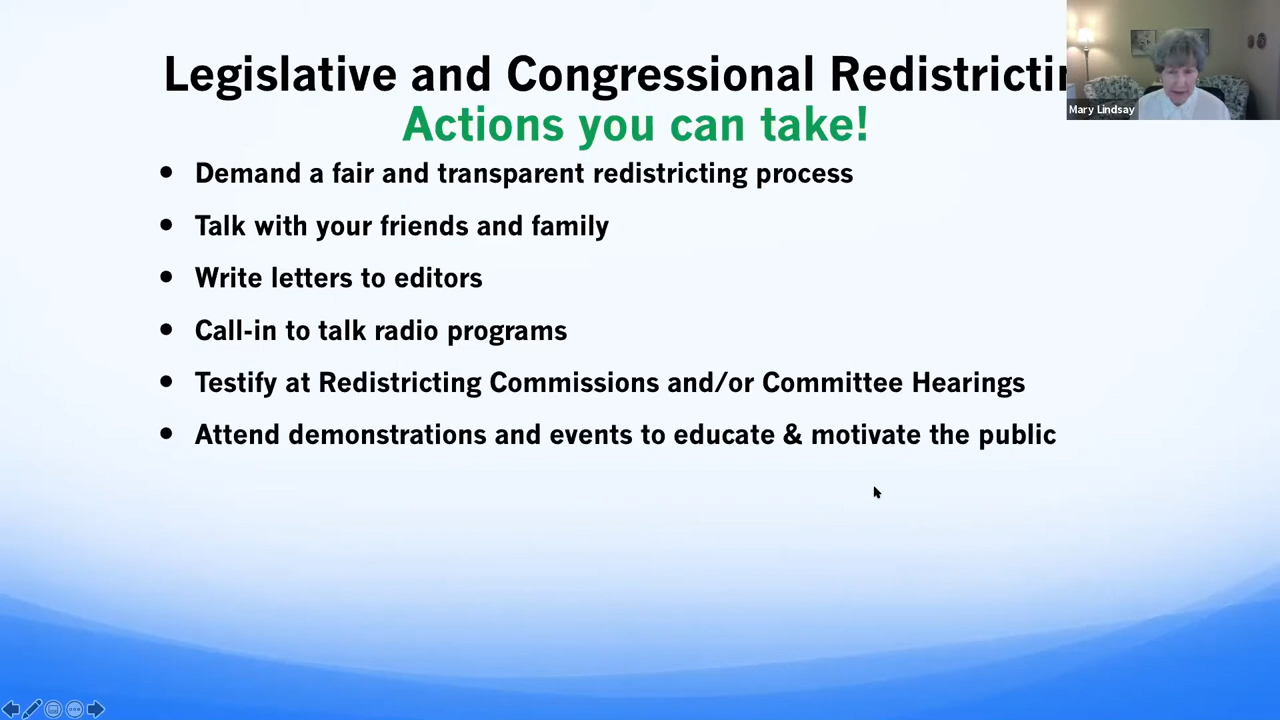 Legislative and Congressional Redistrictin
Mary Lindsay
Actions you can take!
• Demand a fair and transparent redistricting process
• Talk with your friends and family
• Write letters to editors
• Call-in to talk radio programs
• Testify at Redistricting Commissions and/or Committee Hearings
• Attend demonstrations and events to educate & motivate the public